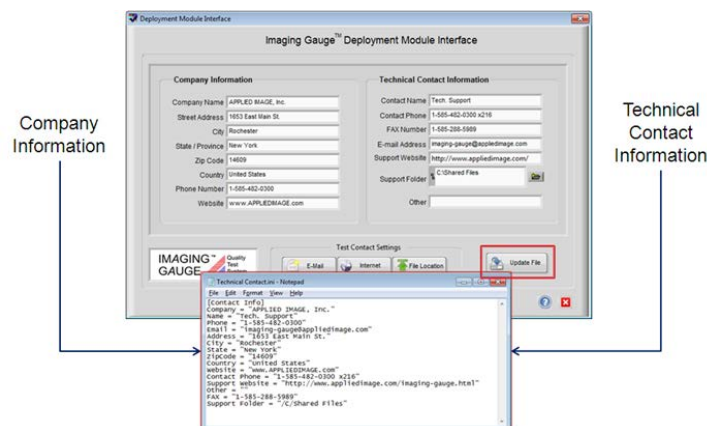 Deployment Module Interface
Imaging Gauge™ Deployment Module Interface
Company Information
Company Information
Company Name APPLIED IMAGE, Inc.
Street Address 1653 East Main St.
City Rochester
State / Province New York
Zip Code 14609
Country United States
Phone Number 1-585-482-0300
Website www.APPLIEDIMAGE.com
Technical Contact Information
Contact Name Tech. Support
Contact Phone 1-585-482-0300 x216
FAX Number 1-585-288-5989
E-mail Address imaging-gauge@appliedimage.com
Support Website http://www.appliedimage.com/
Support Folder C:\Shared Files
Other
Technical Contact Information
IMAGING™ GAUGE
Quality
Test
System
Test Contact Settings
E-Mail
Internet
File Location
Update File
Technical Contact.ini - Notepad
File Edit Format View Help
[Contact Info]
Company = "APPLIED IMAGE, Inc."
Name = "Tech. Support"
Phone = "1-585-482-0300"
Email = "imaging-gauge@appliedimage.com"
Address = "1653 East Main St."
City = "Rochester"
State = "New York"
ZipCode = "14609"
Country = "United States"
Website = "www.APPLIEDIMAGE.com"
Contact Phone = "1-585-482-0300 x216"
Support Website = "http://www.appliedimage.com/imaging-gauge.html"
Other = ""
FAX = "1-585-288-5989"
Support Folder = "/C/Shared Files"